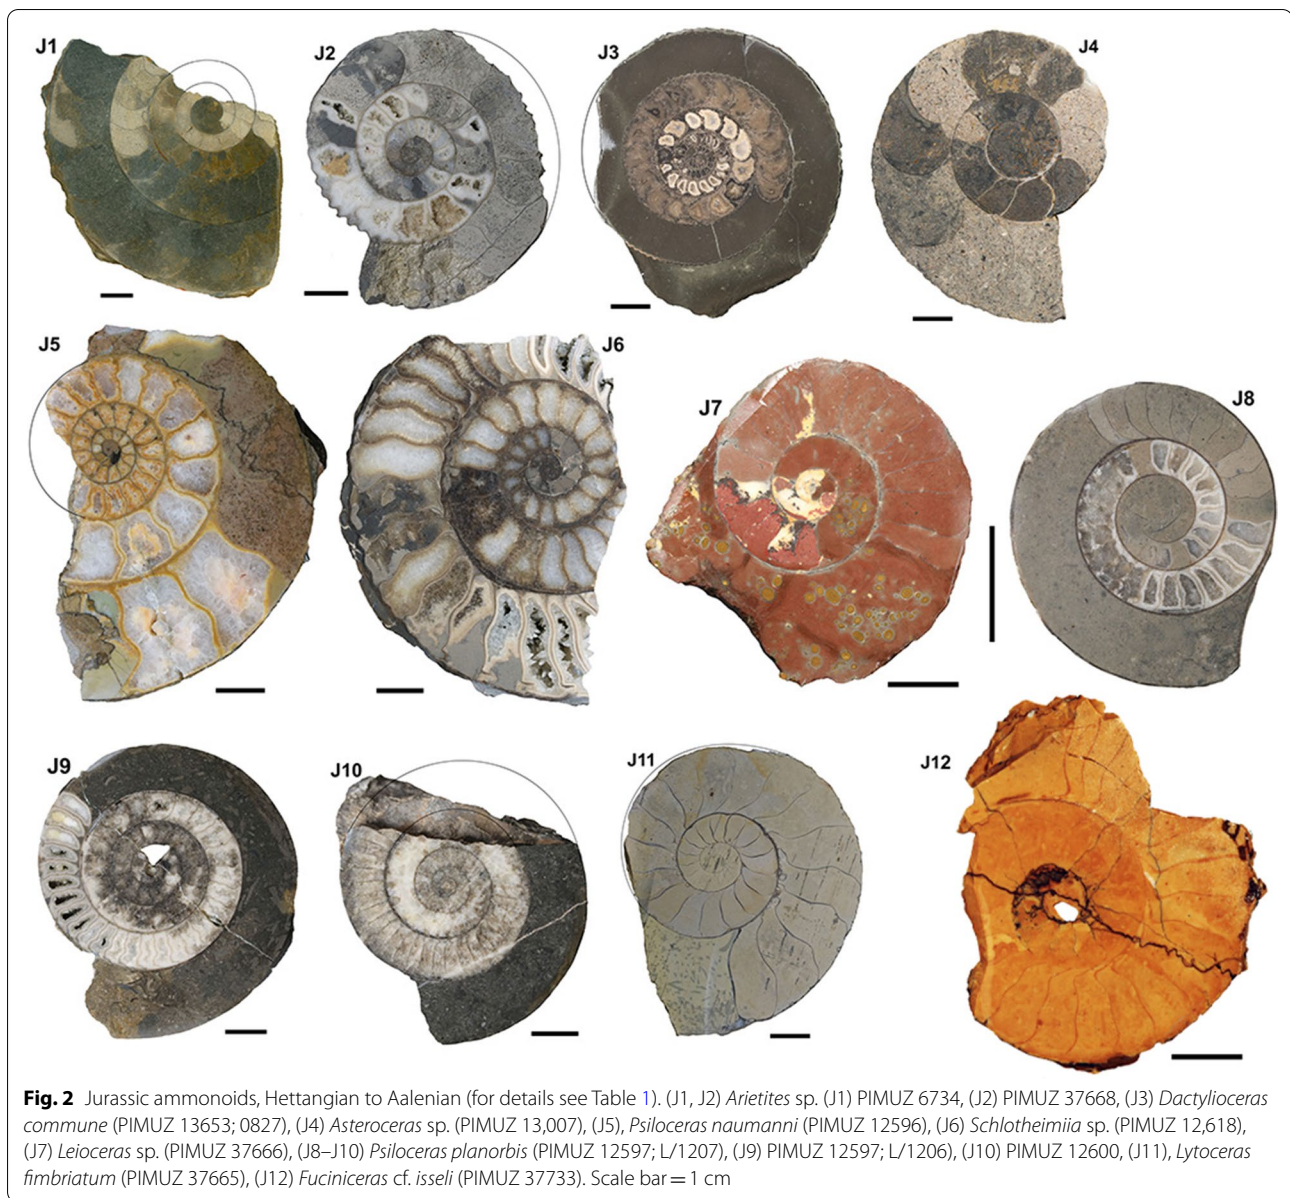 J1
J2
J3
J4
J5
J6
J7
J8
J9
J10
J11
J12
Fig. 2 Jurassic ammonoids, Hettangian to Aalenian (for details see Table 1). (J1, J2) Arietites sp. (J1) PIMUZ 6734, (J2) PIMUZ 37668, (J3) Dactylioceras
commune (PIMUZ 13653; 0827), (J4) Asteroceras sp. (PIMUZ 13,007), (J5), Psiloceras naumanni (PIMUZ 12596), (J6) Schlotheimiia sp. (PIMUZ 12,618),
(J7) Leioceras sp. (PIMUZ 37666), (J8–J10) Psiloceras planorbis (PIMUZ 12597; L/1207), (J9) PIMUZ 12597; L/1206), (J10) PIMUZ 12600, (J11), Lytoceras
fimbriatum (PIMUZ 37665), (J12) Fuciniceras cf. isseli (PIMUZ 37733). Scale bar = 1 cm